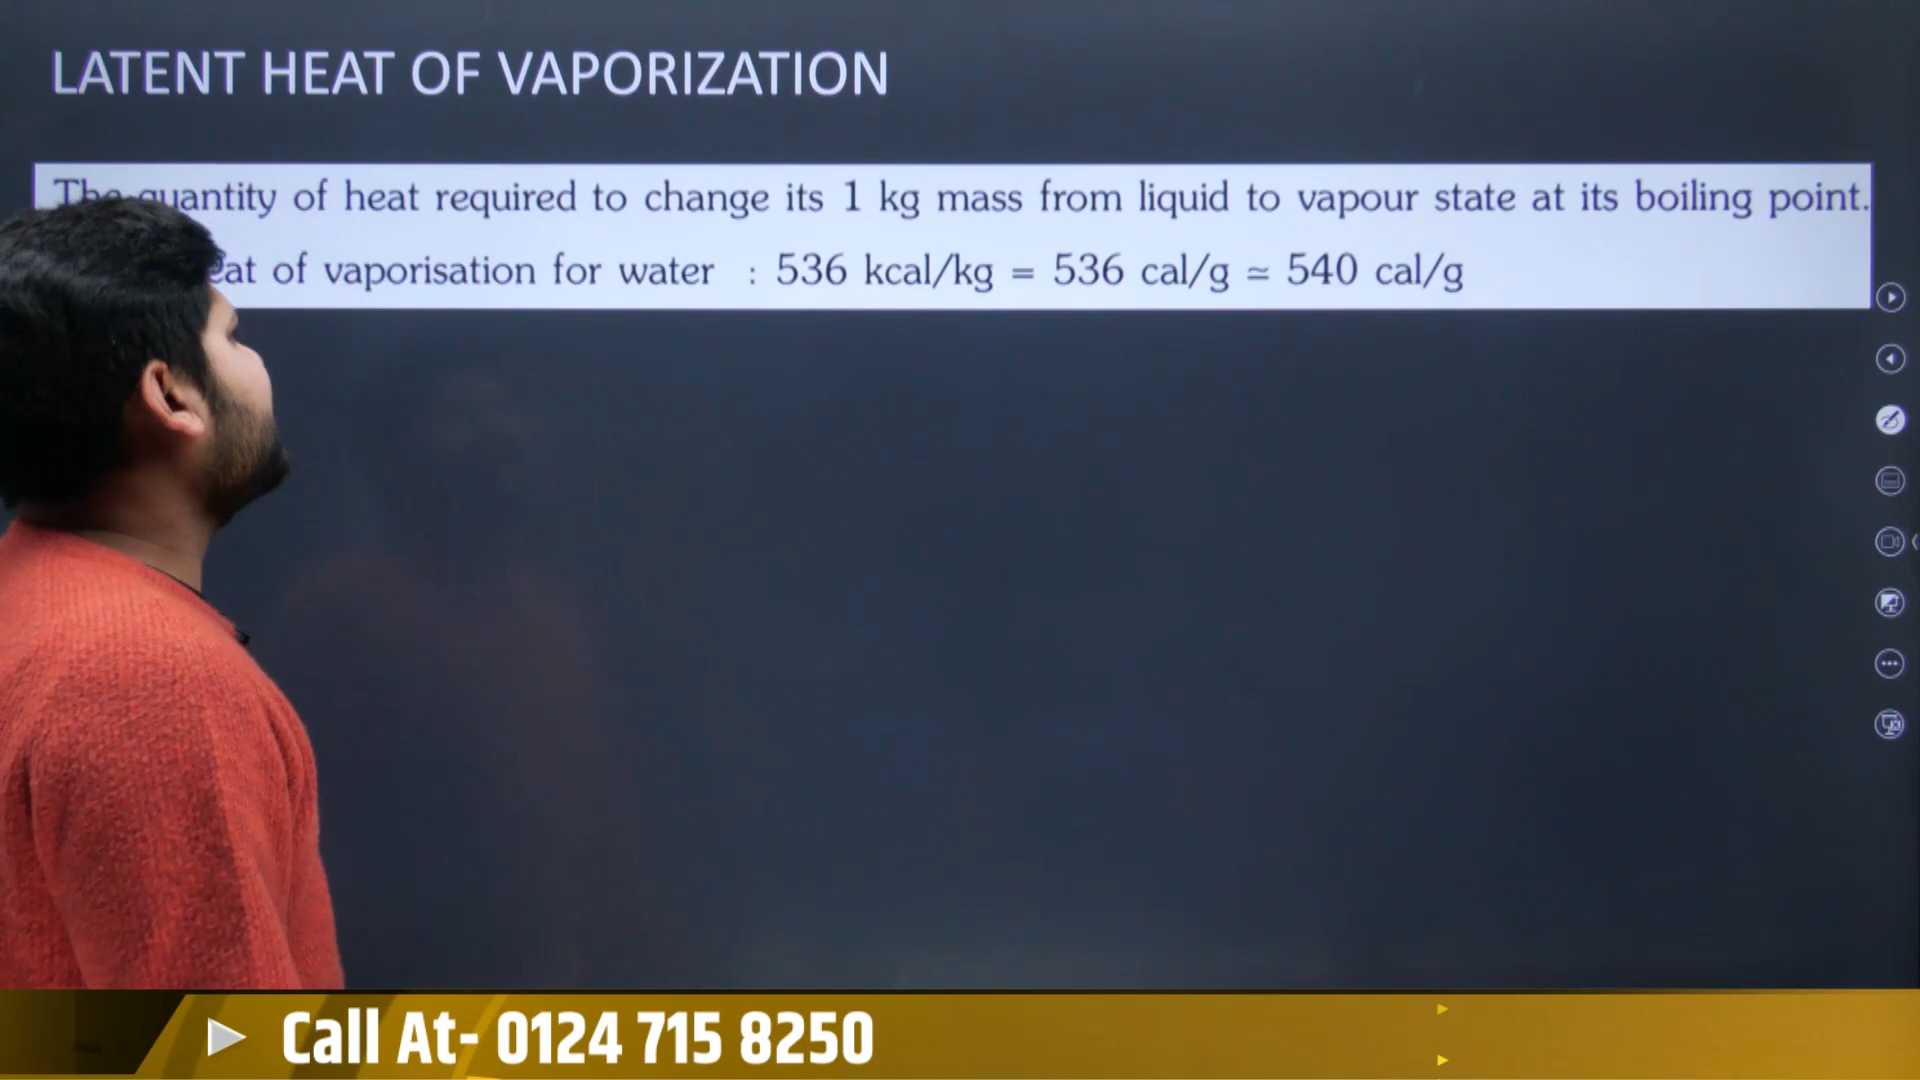 LATENT HEAT OF VAPORIZATION
The quantity of heat required to change its 1 kg mass from liquid to vapour state at its boiling point.
of vaporisation for water : 536 kcal/kg = 536 cal/g ≃ 540 cal/g
Call At- 0124 715 8250